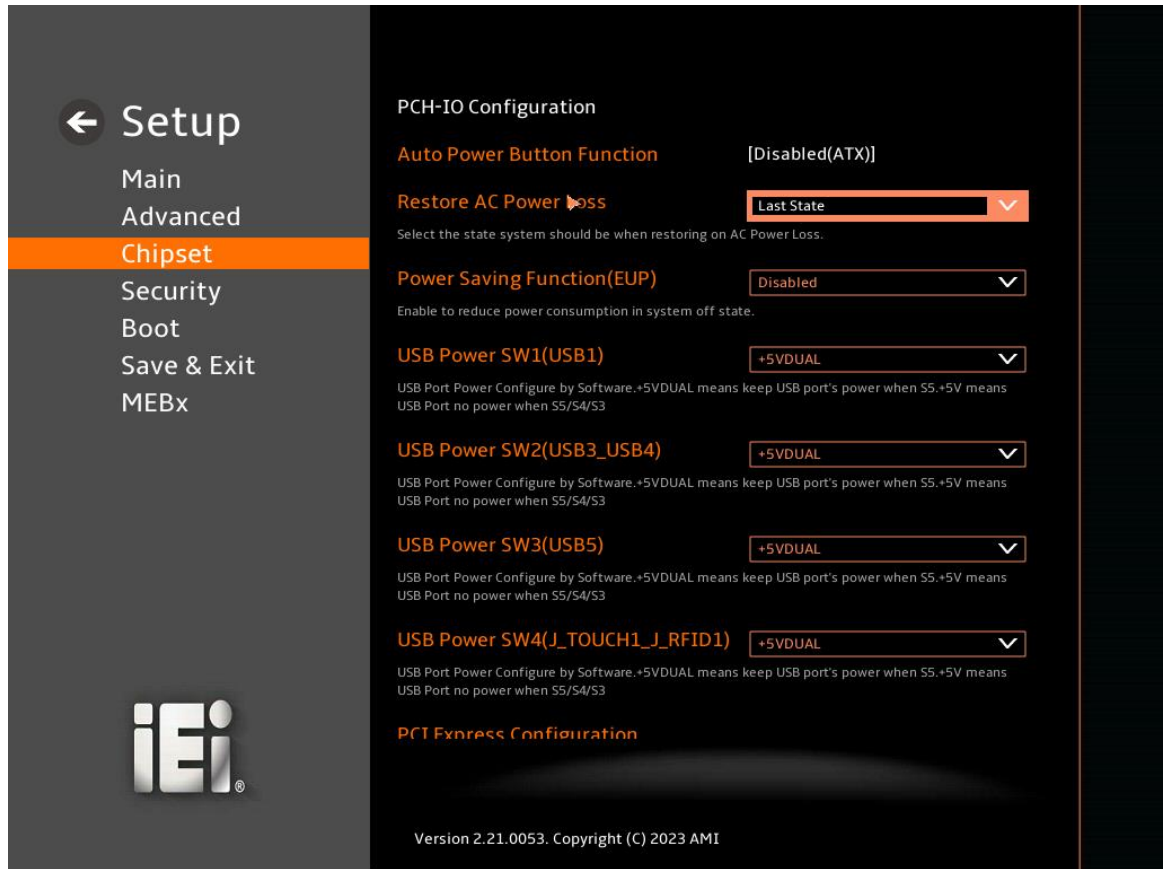 Setup
Main
Advanced
Chipset
Security
Boot
Save & Exit
MEBx
iEi®
PCH-IO Configuration
Auto Power Button Function [Disabled(ATX)]
Restore AC Power Loss Last State
Select the state system should be when restoring on AC Power Loss.
Power Saving Function(EUP) Disabled
Enable to reduce power consumption in system off state.
USB Power SW1(USB1) +5VDUAL
USB Port Power Configure by Software.+5VDUAL means keep USB port's power when S5.+5V means
USB Port no power when S5/S4/S3
USB Power SW2(USB3_USB4) +5VDUAL
USB Port Power Configure by Software.+5VDUAL means keep USB port's power when S5.+5V means
USB Port no power when S5/S4/S3
USB Power SW3(USB5) +5VDUAL
USB Port Power Configure by Software.+5VDUAL means keep USB port's power when S5.+5V means
USB Port no power when S5/S4/S3
USB Power SW4(J_TOUCH1_J_RFID1) +5VDUAL
USB Port Power Configure by Software.+5VDUAL means keep USB port's power when S5.+5V means
USB Port no power when S5/S4/S3
PCI Express Configuration
Version 2.21.0053. Copyright (C) 2023 AMI